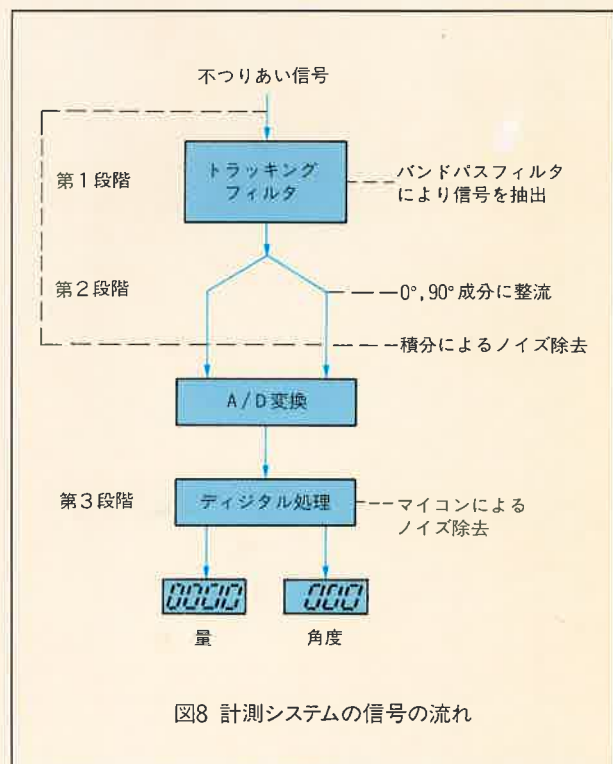 不つりあい信号
第1段階
トラッキング
フィルタ
バンドパスフィルタ
により信号を抽出
第2段階
0°,90°成分に整流
積分によるノイズ除去
A/D変換
第3段階
ディジタル処理
マイコンによる
ノイズ除去
0000
000
量
角度
図8 計測システムの信号の流れ